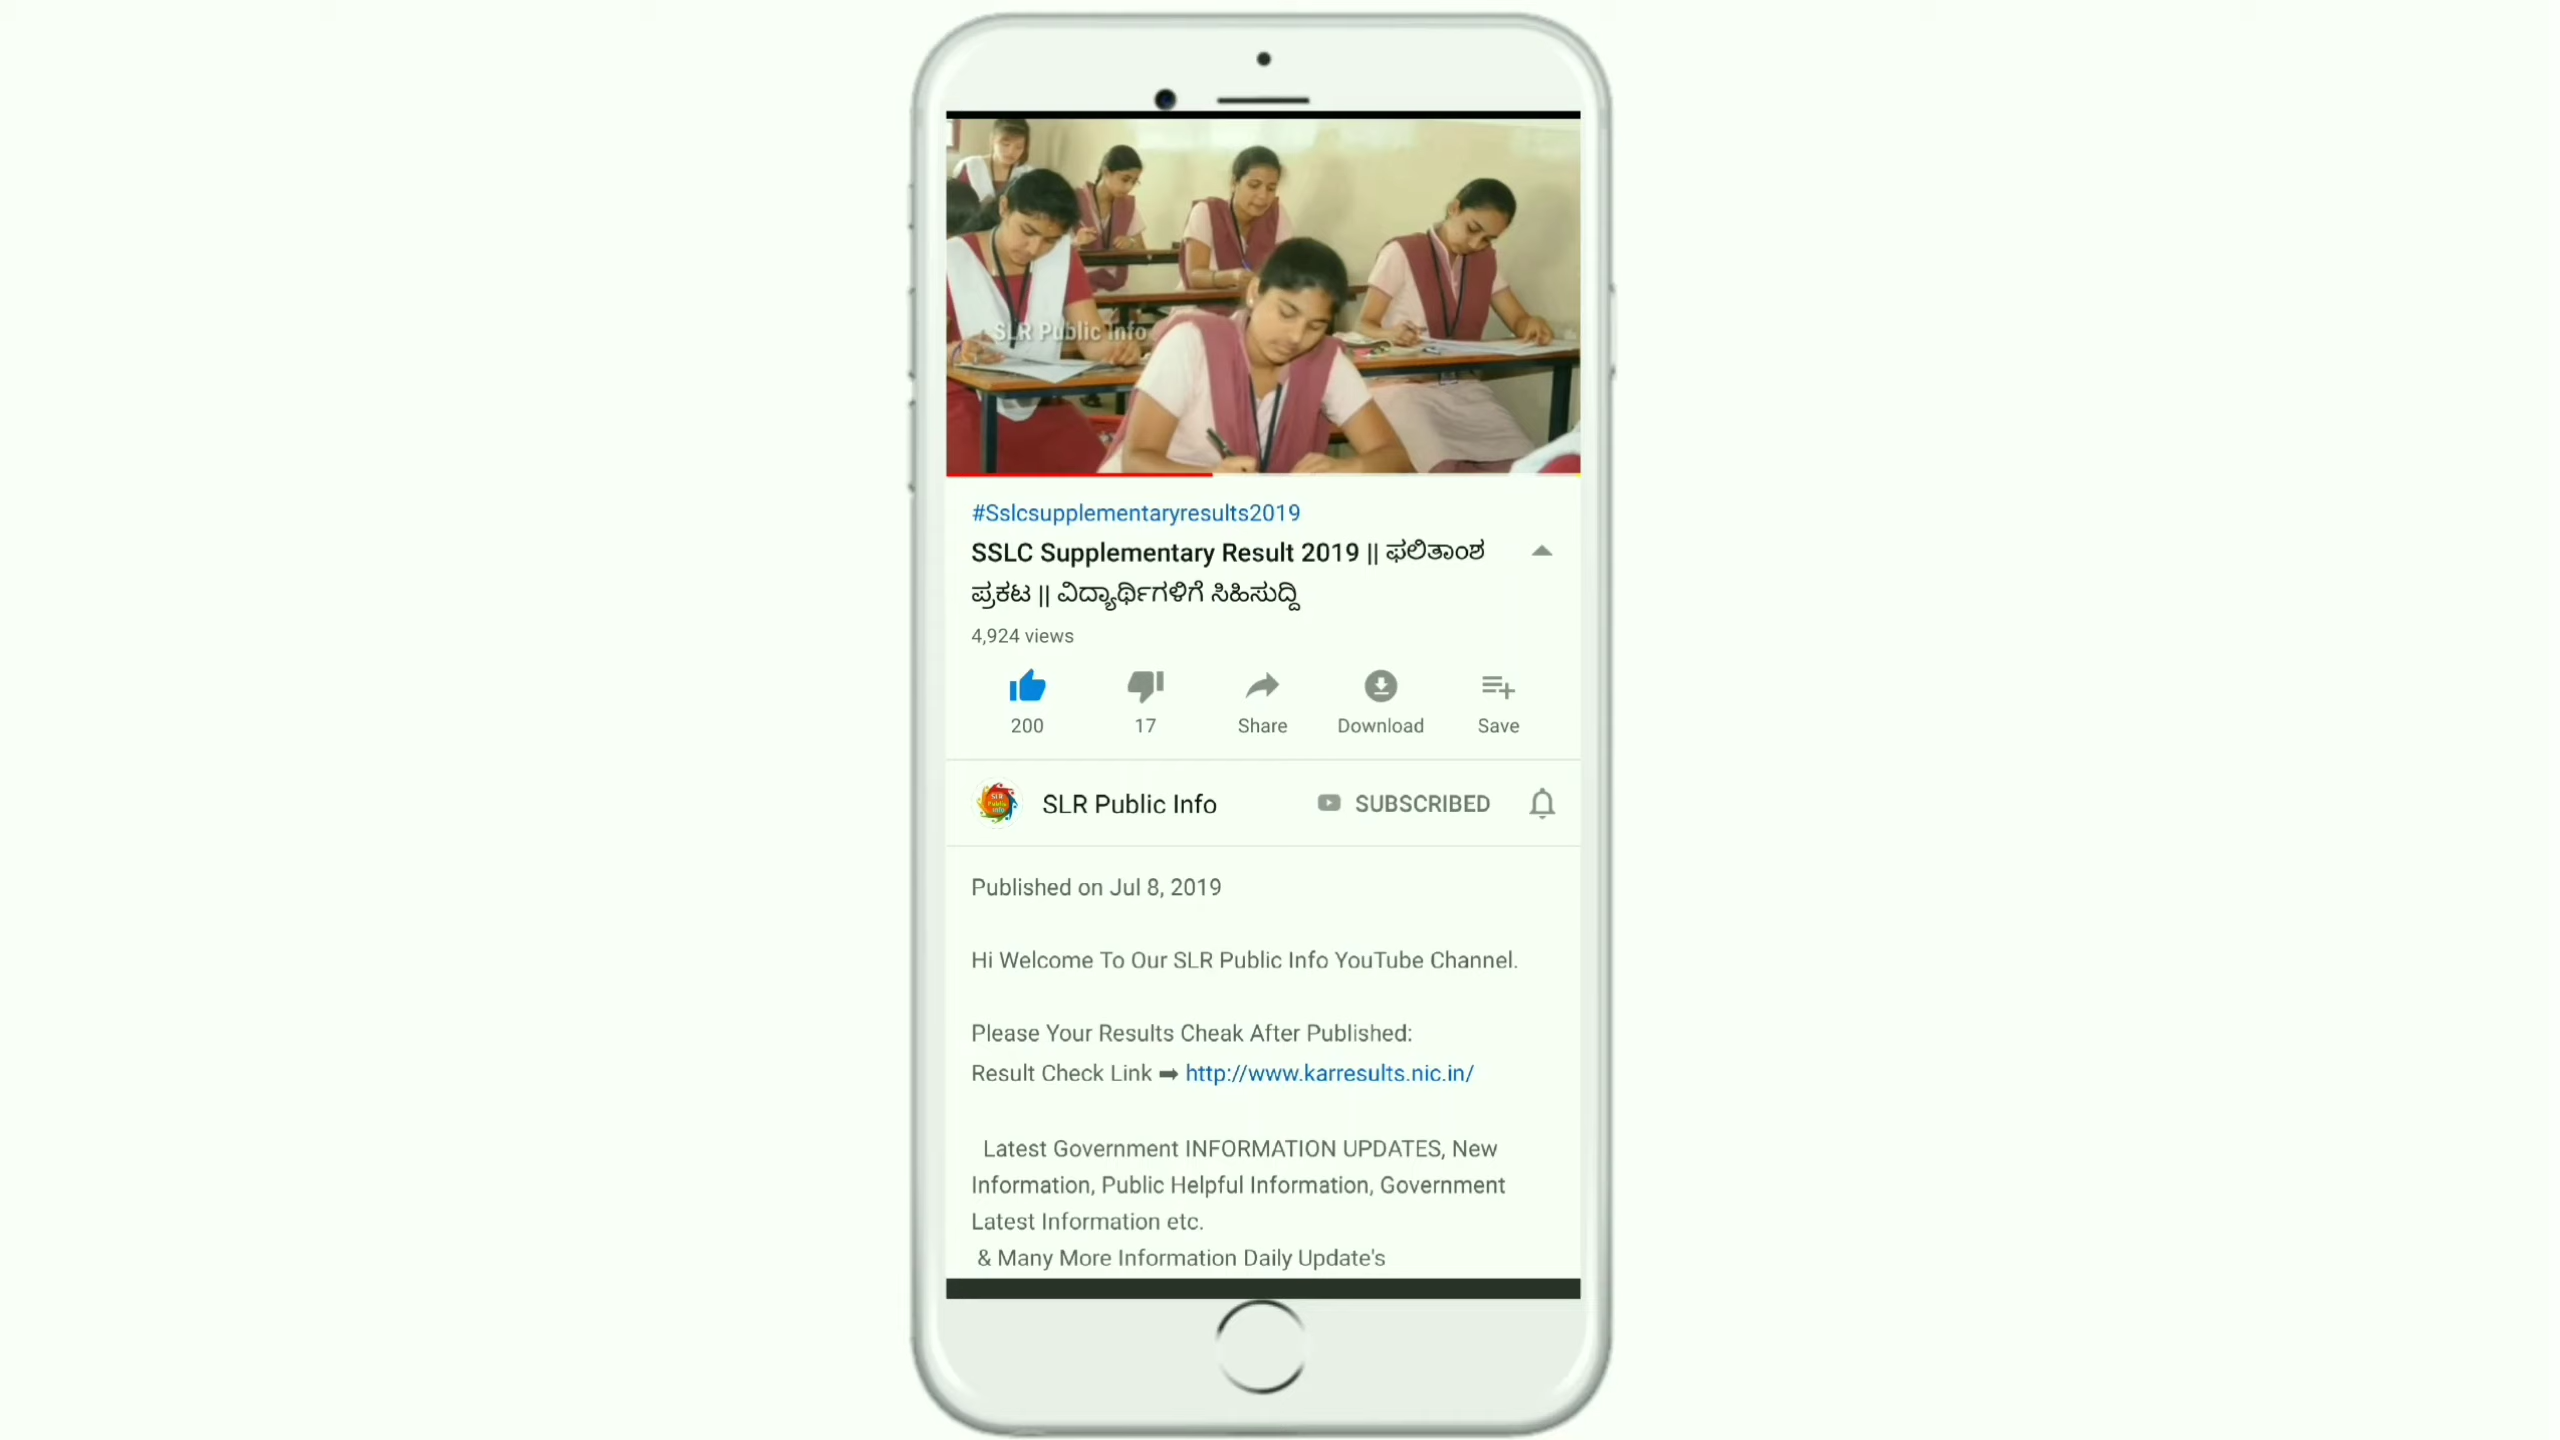 SLR Public Info
#Sslcsupplementaryresults2019
SSLC Supplementary Result 2019 || ಫಲಿತಾಂಶ
ಪ್ರಕಟ || ವಿದ್ಯಾರ್ಥಿಗಳಿಗೆ ಸಿಹಿಸುದ್ದಿ
4,924 views
200 17 Share Download Save
SLR Public Info SLR Public Info SUBSCRIBED
Published on Jul 8, 2019
Hi Welcome To Our SLR Public Info YouTube Channel.
Please Your Results Cheak After Published:
Result Check Link ➡ http://www.karresults.nic.in/
Latest Government INFORMATION UPDATES, New
Information, Public Helpful Information, Government
Latest Information etc.
& Many More Information Daily Update's